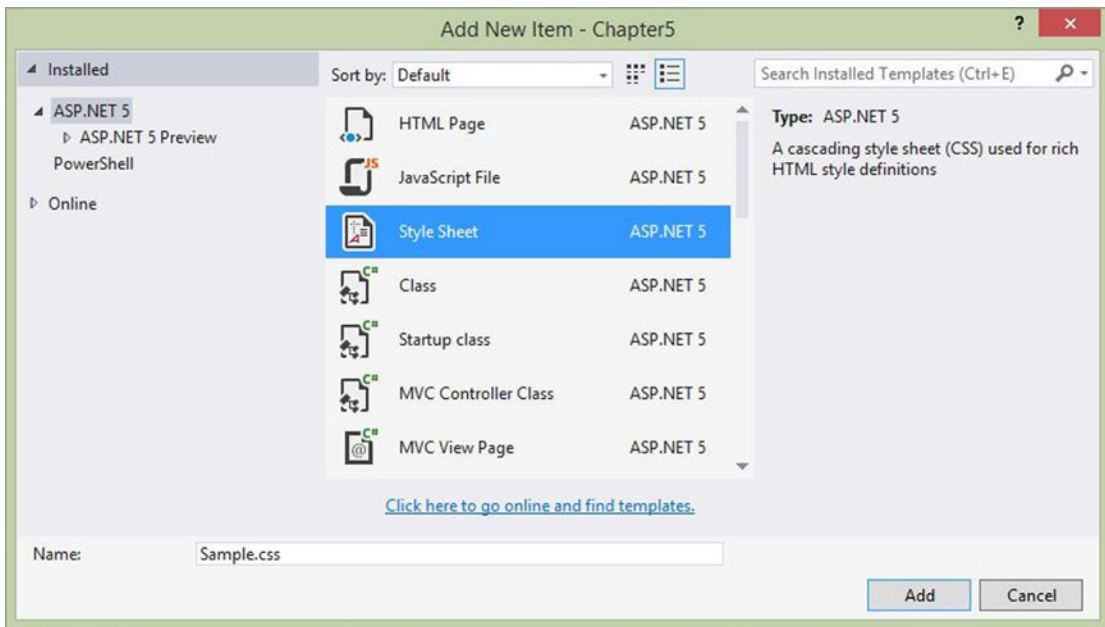 Add New Item - Chapter5
?
Installed
Sort by: Default
Search Installed Templates (Ctrl+E)
ASP.NET 5
ASP.NET 5 Preview
PowerShell
Online
HTML Page ASP.NET 5
JS
JavaScript File ASP.NET 5
Style Sheet ASP.NET 5
C#
Class ASP.NET 5
C#
Startup class ASP.NET 5
C#
MVC Controller Class ASP.NET 5
C#
@
MVC View Page ASP.NET 5
Type: ASP.NET 5
A cascading style sheet (CSS) used for rich
HTML style definitions
Click here to go online and find templates.
Name: Sample.css
Add Cancel